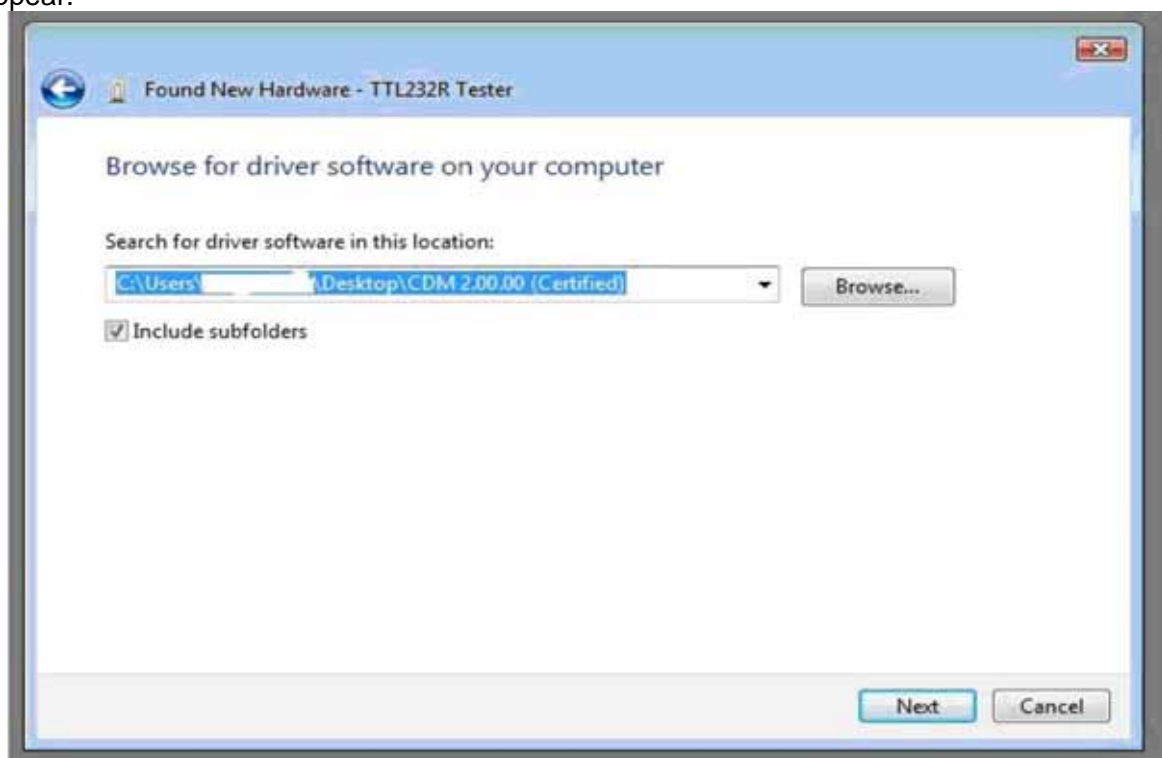 Found New Hardware - TTL232R Tester
Browse for driver software on your computer
Search for driver software in this location:
C:\Users\ \Desktop\CDM 2.00.00 (Certified)
Browse...
Include subfolders
Next Cancel